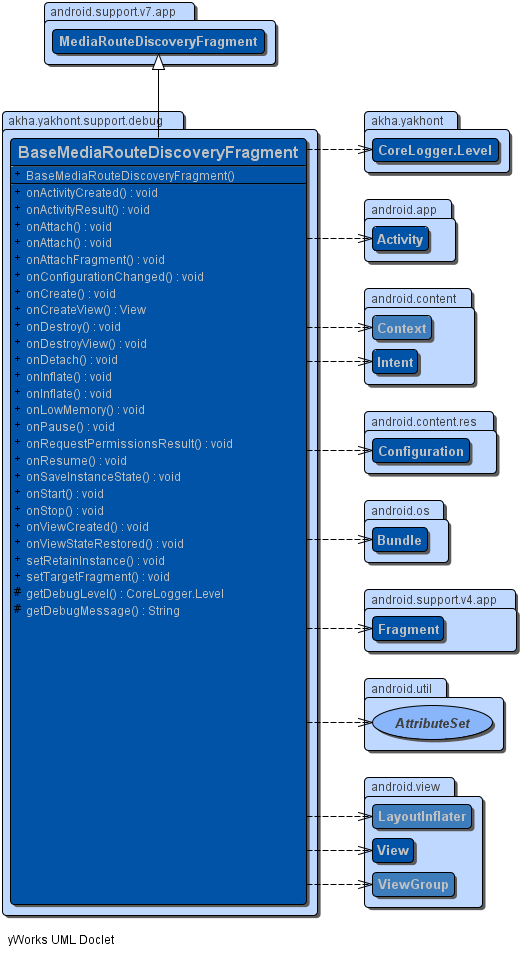 android.support.v7.app
MediaRouteDiscoveryFragment
akha.yakhont.support.debug
BaseMediaRouteDiscoveryFragment
+ BaseMediaRouteDiscoveryFragment()
+ onActivityCreated() : void
+ onActivityResult() : void
+ onAttach() : void
+ onAttach() : void
+ onAttachFragment() : void
+ onConfigurationChanged() : void
+ onCreate() : void
+ onCreateView() : View
+ onDestroy() : void
+ onDestroyView() : void
+ onDetach() : void
+ onInflate() : void
+ onInflate() : void
+ onLowMemory() : void
+ onPause() : void
+ onRequestPermissionsResult() : void
+ onResume() : void
+ onSaveInstanceState() : void
+ onStart() : void
+ onStop() : void
+ onViewCreated() : void
+ onViewStateRestored() : void
+ setRetainInstance() : void
+ setTargetFragment() : void
# getDebugLevel() : CoreLogger.Level
# getDebugMessage() : String
akha.yakhont
CoreLogger.Level
android.app
Activity
android.content
Context
Intent
android.content.res
Configuration
android.os
Bundle
android.support.v4.app
Fragment
android.util
AttributeSet
android.view
LayoutInflater
View
ViewGroup
yWorks UML Doclet